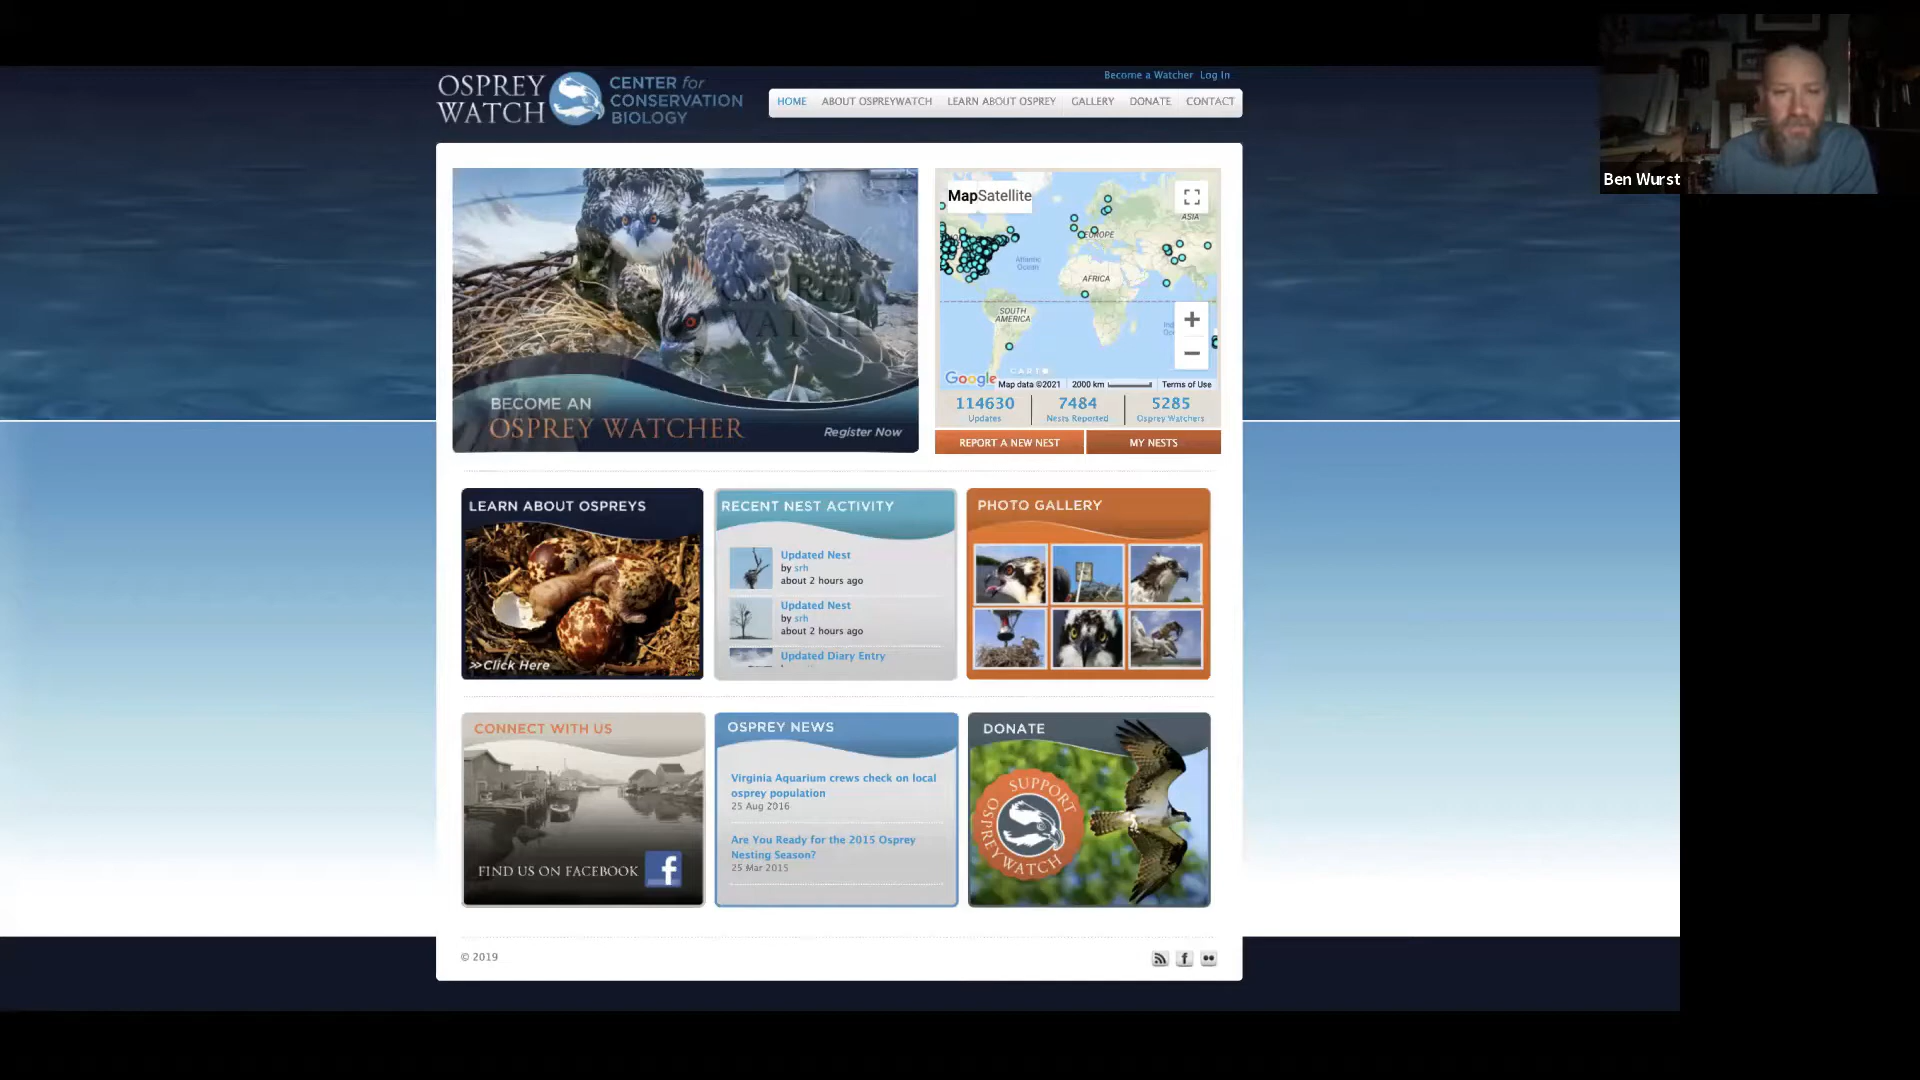 OSPREY
WATCH
CENTER for
CONSERVATION
BIOLOGY
Become a Watcher Log In
HOME ABOUT OSPREYWATCH LEARN ABOUT OSPREY GALLERY DONATE CONTACT
Ben Wurst
BECOME AN
OSPREY WATCHER
Register Now
MapSatellite
ASIA
EUROPE
Atlantic
Ocean
AFRICA
SOUTH
AMERICA
CARTO
Google Map data ©2021 2000 km Terms of Use
114630 7484 5285
Updates Nests Reported Osprey Watchers
REPORT A NEW NEST MY NESTS
LEARN ABOUT OSPREYS
>>Click Here
RECENT NEST ACTIVITY
Updated Nest
by srh
about 2 hours ago
Updated Nest
by srh
about 2 hours ago
Updated Diary Entry
PHOTO GALLERY
CONNECT WITH US
FIND US ON FACEBOOK
OSPREY NEWS
Virginia Aquarium crews check on local
osprey population
25 Aug 2016
Are You Ready for the 2015 Osprey
Nesting Season?
25 Mar 2015
DONATE
SUPPORT
OSPREYWATCH
© 2019